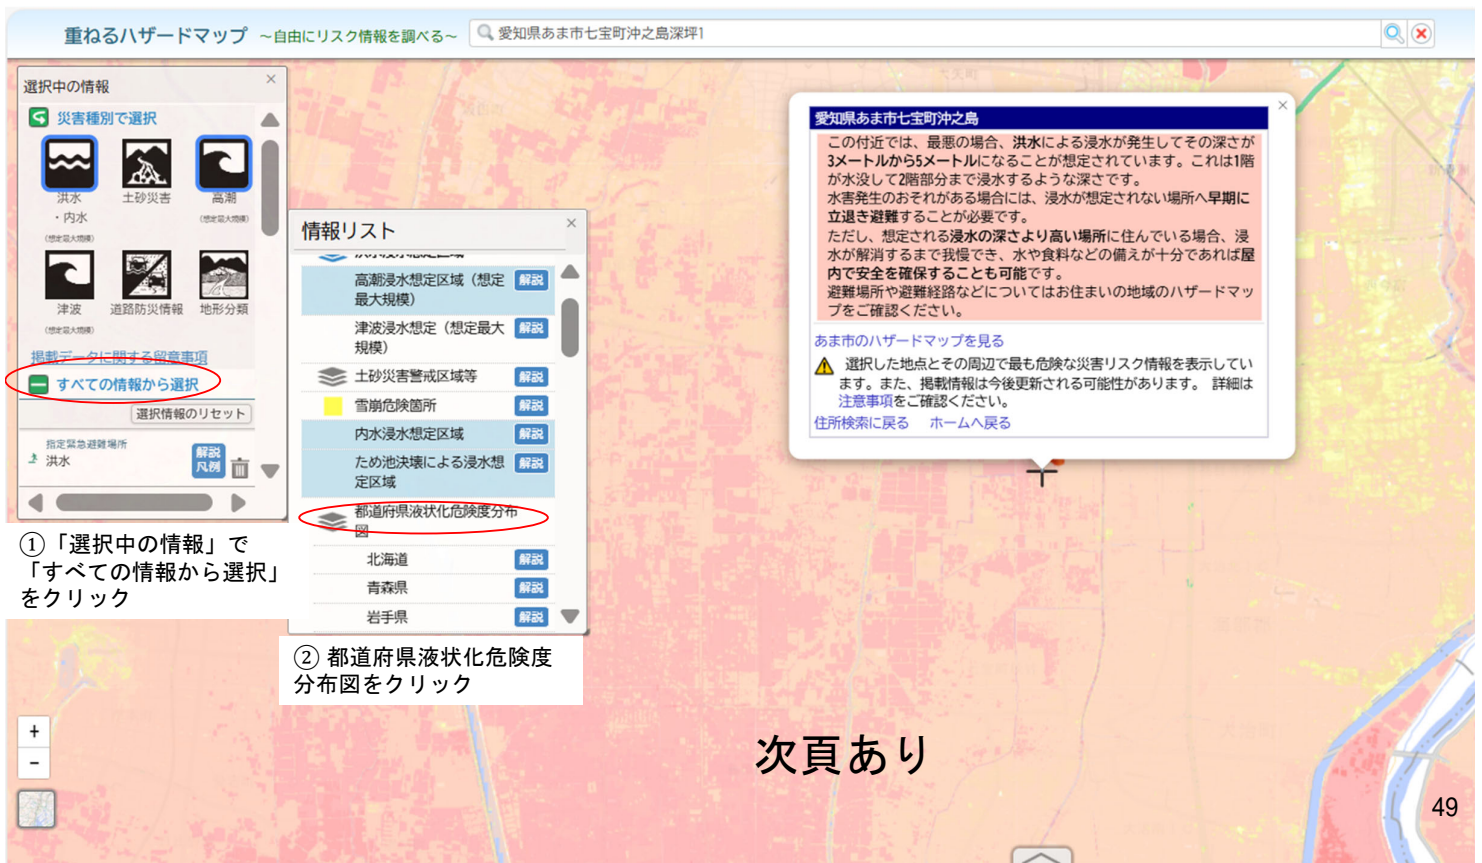 重ねるハザードマップ ～自由にリスク情報を調べる～
愛知県あま市七宝町沖之島深坪1
選択中の情報
災害種別で選択
洪水
・内水
(想定最大規模)
土砂災害
高潮
(想定最大規模)
津波
(想定最大規模)
道路防災情報
地形分類
掲載データに関する留意事項
すべての情報から選択
選択情報のリセット
指定緊急避難場所
洪水
解説
凡例
①「選択中の情報」で
「すべての情報から選択」
をクリック
情報リスト
高潮浸水想定区域（想定
最大規模）
解説
津波浸水想定（想定最大
規模）
解説
土砂災害警戒区域等
解説
雪崩危険箇所
解説
内水浸水想定区域
解説
ため池決壊による浸水想
定区域
解説
都道府県液状化危険度分布
図
北海道
解説
青森県
解説
岩手県
解説
② 都道府県液状化危険度
分布図をクリック
愛知県あま市七宝町沖之島
この付近では、最悪の場合、洪水による浸水が発生してその深さが
3メートルから5メートルになることが想定されています。これは1階
が水没して2階部分まで浸水するような深さです。
水害発生のおそれがある場合には、浸水が想定されない場所へ早期に
立退き避難することが必要です。
ただし、想定される浸水の深さより高い場所に住んでいる場合、浸
水が解消するまで我慢でき、水や食料などの備えが十分であれば屋
内で安全を確保することも可能です。
避難場所や避難経路などについてはお住まいの地域のハザードマッ
プをご確認ください。
あま市のハザードマップを見る
選択した地点とその周辺で最も危険な災害リスク情報を表示してい
ます。また、掲載情報は今後更新される可能性があります。 詳細は
注意事項をご確認ください。
住所検索に戻る ホームへ戻る
次頁あり
49